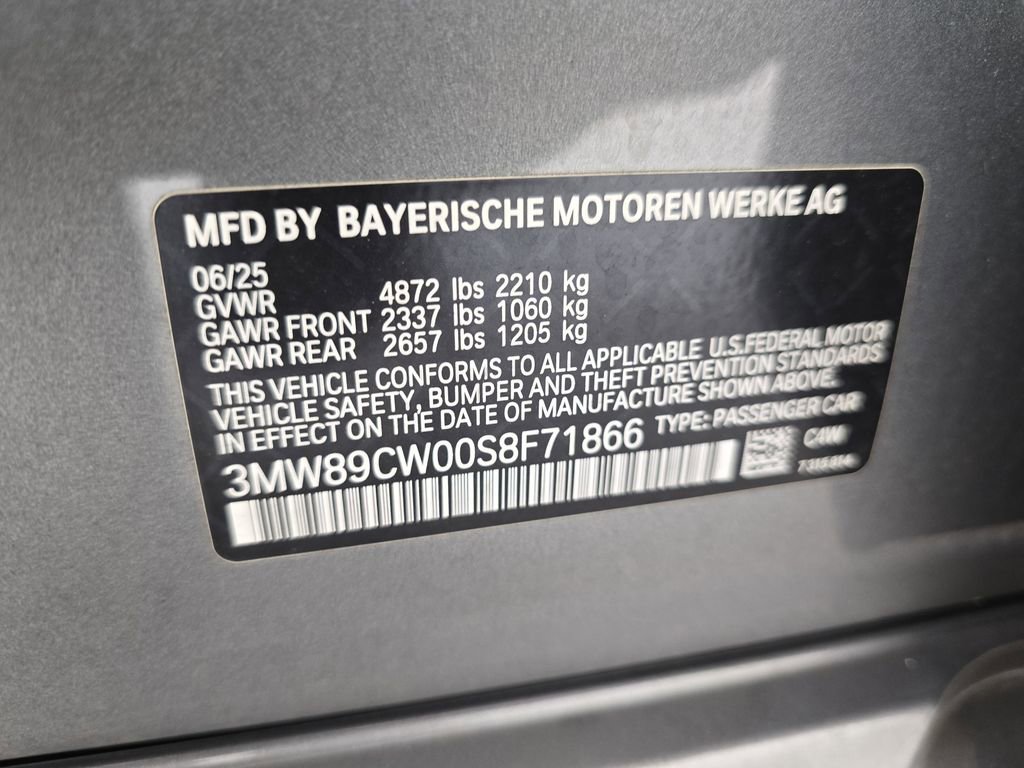 MFD BY BAYERISCHE MOTOREN WERKE AG
06/25
GVWR 4872 lbs 2210 kg
GAWR FRONT 2337 lbs 1060 kg
GAWR REAR 2657 lbs 1205 kg
THIS VEHICLE CONFORMS TO ALL APPLICABLE U.S.FEDERAL MOTOR
VEHICLE SAFETY, BUMPER AND THEFT PREVENTION STANDARDS
IN EFFECT ON THE DATE OF MANUFACTURE SHOWN ABOVE.
3MW89CW00S8F71866 TYPE: PASSENGER CAR
C4W